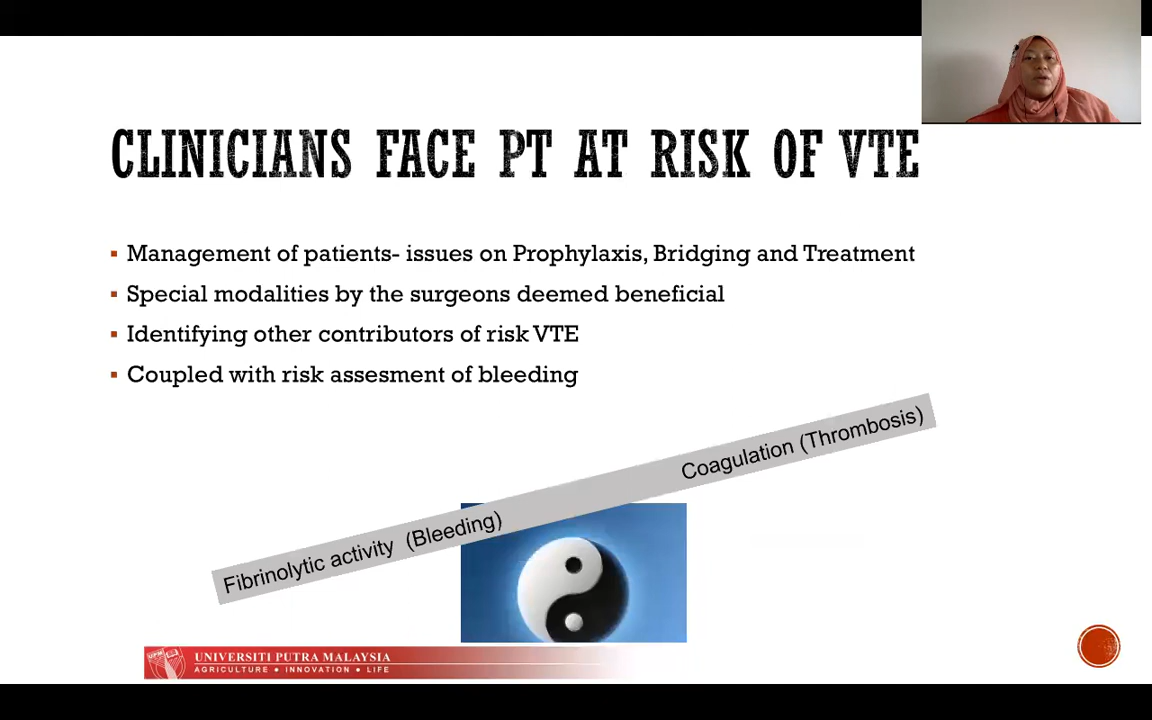 CLINICIANS FACE PT AT RISK OF VTE
Management of patients- issues on Prophylaxis, Bridging and Treatment
Special modalities by the surgeons deemed beneficial
Identifying other contributors of risk VTE
Coupled with risk assesment of bleeding
Coagulation (Thrombosis)
Fibrinolytic activity (Bleeding)
UPM
UNIVERSITI PUTRA MALAYSIA
AGRICULTURE • INNOVATION • LIFE